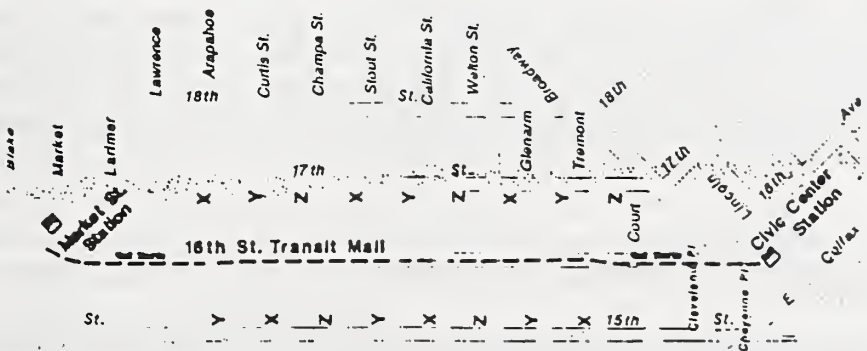 Blake
Market
Larimer
Lawrence
Arapahoe
Curtis St.
Champa St.
Stout St.
California St.
Welton St.
Broadway
18th St.
18th
Glenarm
Tremont
17th St.
17th
Lincoln
16th
Ave
X Y Z X Y Z X Y Z
Market St.
Station
16th St. Transit Mall
Court
Cleveland Pl
Cheyenne Pl
Civic Center
Station
E
Colfax
St. Y X Z Y X Z Y X 15th St.